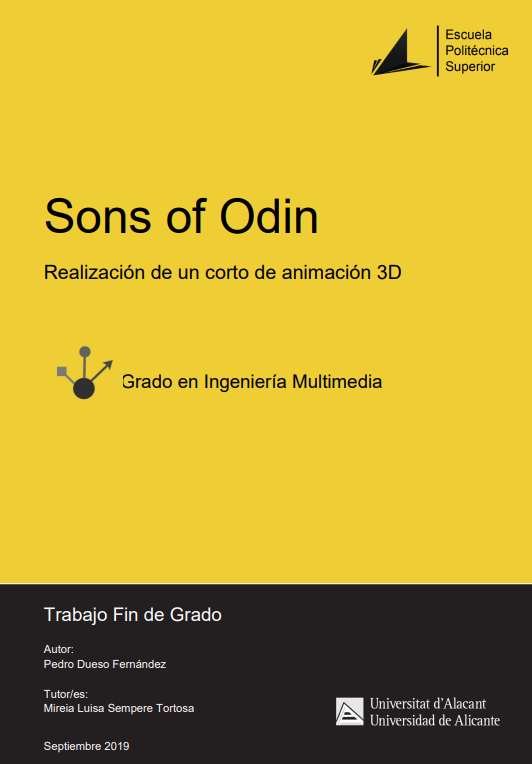 Escuela
Politécnica
Superior
Sons of Odin
Realización de un corto de animación 3D
Grado en Ingeniería Multimedia
Trabajo Fin de Grado
Autor:
Pedro Dueso Fernández
Tutor/es:
Mireia Luisa Sempere Tortosa
Universitat d'Alacant
Universidad de Alicante
Septiembre 2019